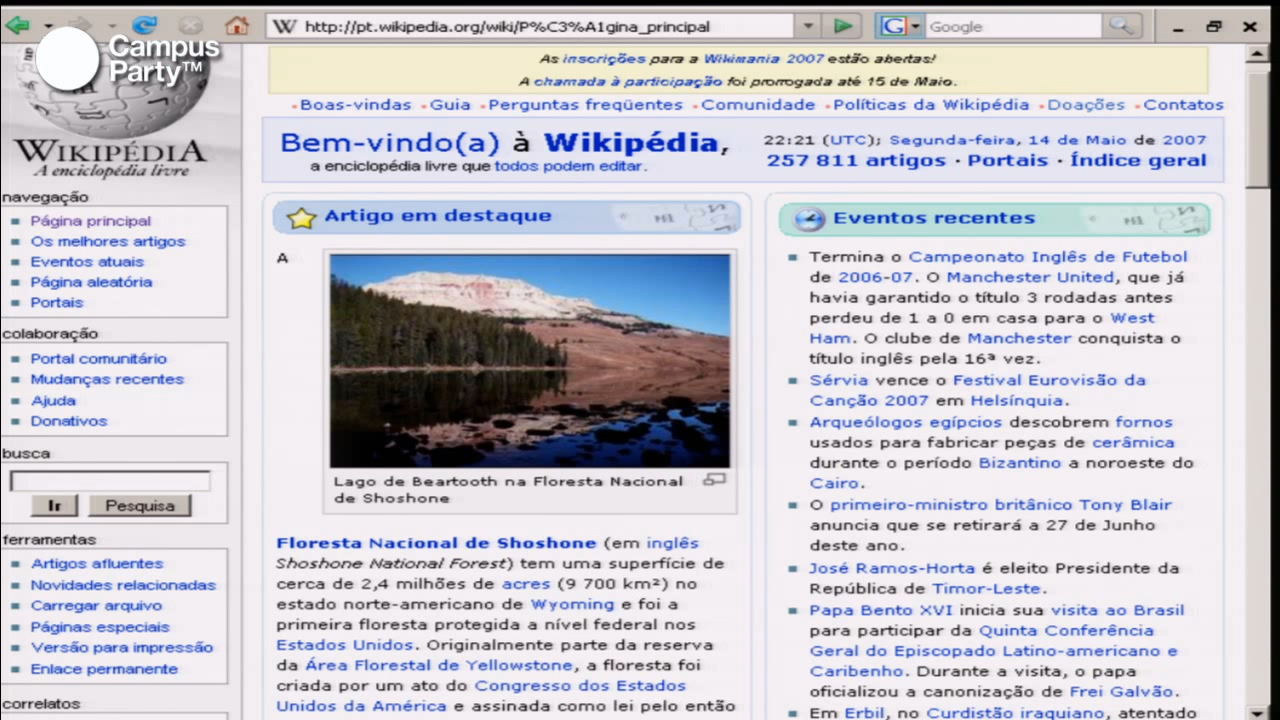 http://pt.wikipedia.org/wiki/P%C3%A1gina_principal
Google
Campus
Party™
WIKIPÉDIA
A enciclopédia livre
navegação
Página principal
Os melhores artigos
Eventos atuais
Página aleatória
Portais
colaboração
Portal comunitário
Mudanças recentes
Ajuda
Donativos
busca
Ir Pesquisa
ferramentas
Artigos afluentes
Novidades relacionadas
Carregar arquivo
Páginas especiais
Versão para impressão
Enlace permanente
correlatos
As inscrições para a Wikimania 2007 estão abertas!
A chamada à participação foi prorrogada até 15 de Maio.
Boas-vindas Guia Perguntas freqüentes Comunidade Políticas da Wikipédia Doações Contatos
Bem-vindo(a) à Wikipédia,
a enciclopédia livre que todos podem editar.
22:21 (UTC); Segunda-feira, 14 de Maio de 2007
257 811 artigos · Portais · Índice geral
Artigo em destaque
A
Lago de Beartooth na Floresta Nacional
de Shoshone
Floresta Nacional de Shoshone (em inglês
Shoshone National Forest) tem uma superfície de
cerca de 2,4 milhões de acres (9 700 km²) no
estado norte-americano de Wyoming e foi a
primeira floresta protegida a nível federal nos
Estados Unidos. Originalmente parte da reserva
da Área Florestal de Yellowstone, a floresta foi
criada por um ato do Congresso dos Estados
Unidos da América e assinada como lei pelo então
Eventos recentes
Termina o Campeonato Inglês de Futebol
de 2006-07. O Manchester United, que já
havia garantido o título 3 rodadas antes
perdeu de 1 a 0 em casa para o West
Ham. O clube de Manchester conquista o
título inglês pela 16ª vez.
Sérvia vence o Festival Eurovisão da
Canção 2007 em Helsínquia.
Arqueólogos egípcios descobrem fornos
usados para fabricar peças de cerâmica
durante o período Bizantino a noroeste do
Cairo.
O primeiro-ministro britânico Tony Blair
anuncia que se retirará a 27 de Junho
deste ano.
José Ramos-Horta é eleito Presidente da
República de Timor-Leste.
Papa Bento XVI inicia sua visita ao Brasil
para participar da Quinta Conferência
Geral do Episcopado Latino-americano e
Caribenho. Durante a visita, o papa
oficializou a canonização de Frei Galvão.
Em Erbil, no Curdistão iraquiano, atentado